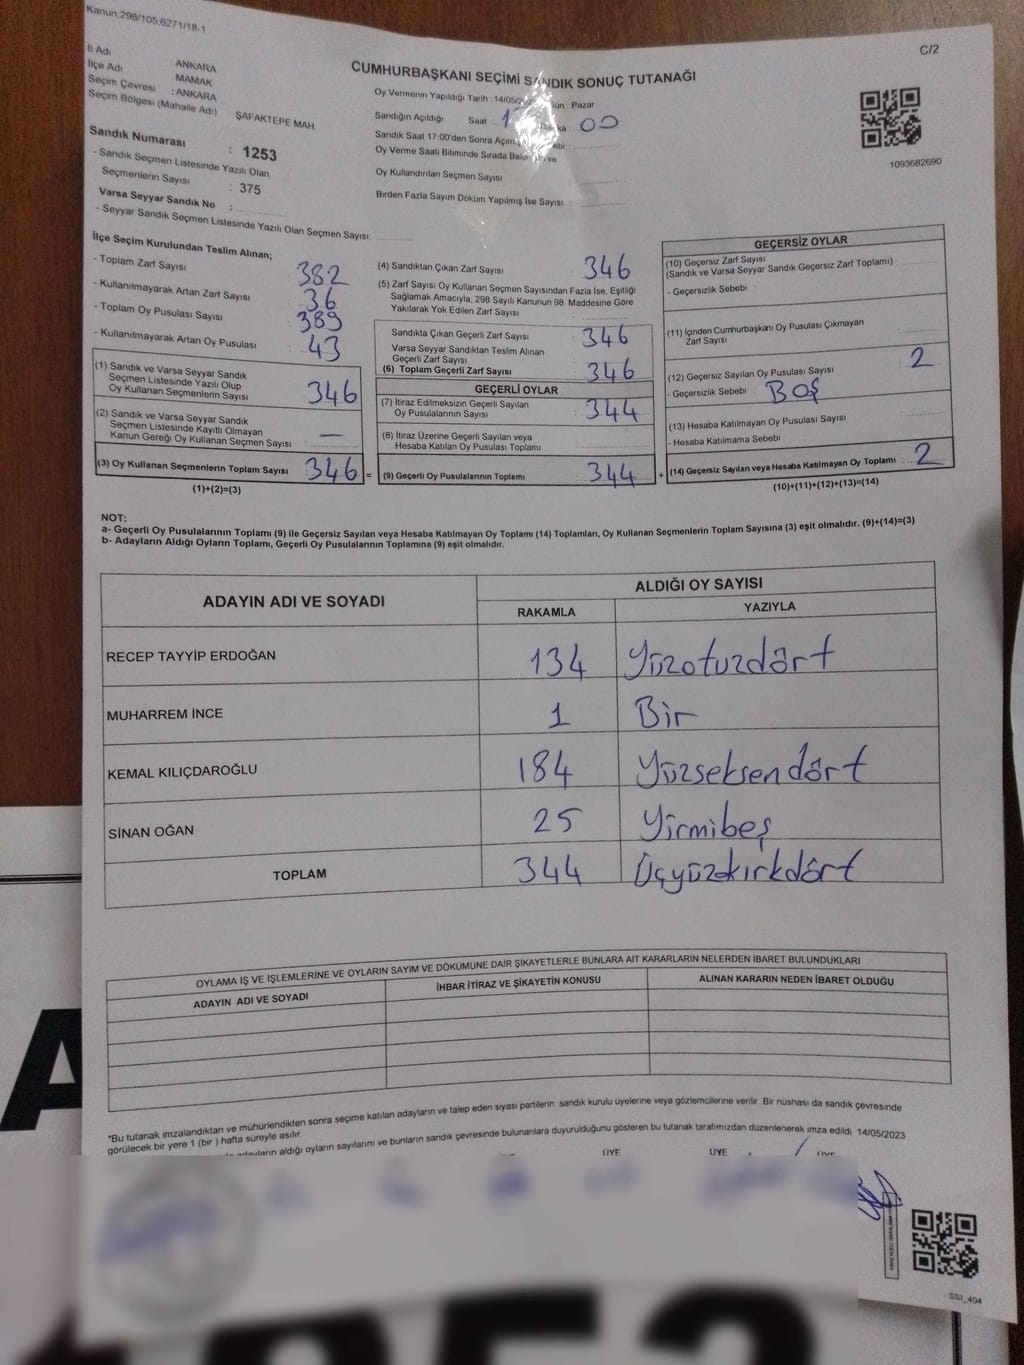 Kanun:298/105,6271/18-1
C/2
İl Adı : ANKARA
İlçe Adı : MAMAK
Seçim Çevresi : ANKARA
Seçim Bölgesi (Mahalle Adı) : ŞAFAKTEPE MAH.
Sandık Numarası : 1253
- Sandık Seçmen Listesinde Yazılı Olan
Seçmenlerin Sayısı : 375
Varsa Seyyar Sandık No :
- Seyyar Sandık Seçmen Listesinde Yazılı Olan Seçmen Sayısı:
CUMHURBAŞKANI SEÇİMİ SANDIK SONUÇ TUTANAĞI
Oy Vermenin Yapıldığı Tarih :14/05/ : Pazar
Sandığın Açıldığı Saat : 00
Sandık Saat 17:00'den Sonra
Oy Verme Saati Bitiminde Sırada ve
Oy Kullandırılan Seçmen Sayısı
Birden Fazla Sayım Döküm Yapılmış İse Sayısı :
1093682690
İlçe Seçim Kurulundan Teslim Alınan;
- Toplam Zarf Sayısı : 382
- Kullanılmayarak Artan Zarf Sayısı : 36
- Toplam Oy Pusulası Sayısı : 389
- Kullanılmayarak Artan Oy Pusulası : 43
(1) Sandık ve Varsa Seyyar Sandık
Seçmen Listesinde Yazılı Olup
Oy Kullanan Seçmenlerin Sayısı : 346
(2) Sandık ve Varsa Seyyar Sandık
Seçmen Listesinde Kayıtlı Olmayan
Kanun Gereği Oy Kullanan Seçmen Sayısı : —
(3) Oy Kullanan Seçmenlerin Toplam Sayısı : 346 =
(1)+(2)=(3)
(4) Sandıktan Çıkan Zarf Sayısı : 346
(5) Zarf Sayısı Oy Kullanan Seçmen Sayısından Fazla İse, Eşitliği
Sağlamak Amacıyla; 298 Sayılı Kanunun 98. Maddesine Göre
Yakılarak Yok Edilen Zarf Sayısı :
Sandıkta Çıkan Geçerli Zarf Sayısı : 346
Varsa Seyyar Sandıktan Teslim Alınan
Geçerli Zarf Sayısı :
(6) Toplam Geçerli Zarf Sayısı : 346
GEÇERLİ OYLAR
(7) İtiraz Edilmeksizin Geçerli Sayılan
Oy Pusulalarının Sayısı : 344
(8) İtiraz Üzerine Geçerli Sayılan veya
Hesaba Katılan Oy Pusulası Toplamı :
(9) Geçerli Oy Pusulalarının Toplamı : 344 +
GEÇERSİZ OYLAR
(10) Geçersiz Zarf Sayısı
(Sandık ve Varsa Seyyar Sandık Geçersiz Zarf Toplamı) :
- Geçersizlik Sebebi :
(11) İçinden Cumhurbaşkanı Oy Pusulası Çıkmayan
Zarf Sayısı :
(12) Geçersiz Sayılan Oy Pusulası Sayısı : 2
- Geçersizlik Sebebi : BOŞ
(13) Hesaba Katılmayan Oy Pusulası Sayısı :
- Hesaba Katılmama Sebebi :
(14) Geçersiz Sayılan veya Hesaba Katılmayan Oy Toplamı : 2
(10)+(11)+(12)+(13)=(14)
NOT:
a- Geçerli Oy Pusulalarının Toplamı (9) ile Geçersiz Sayılan veya Hesaba Katılmayan Oy Toplamı (14) Toplamları, Oy Kullanan Seçmenlerin Toplam Sayısına (3) eşit olmalıdır. (9)+(14)=(3)
b- Adayların Aldığı Oyların Toplamı, Geçerli Oy Pusulalarının Toplamına (9) eşit olmalıdır.
ADAYIN ADI VE SOYADI ALDIĞI OY SAYISI
RAKAMLA YAZIYLA
RECEP TAYYİP ERDOĞAN 134 Yüzotuzdört
MUHARREM İNCE 1 Bir
KEMAL KILIÇDAROĞLU 184 Yüzseksendört
SİNAN OĞAN 25 Yirmibeş
TOPLAM 344 Üçyüzkırkdört
OYLAMA İŞ VE İŞLEMLERİNE VE OYLARIN SAYIM VE DÖKÜMÜNE DAİR ŞİKAYETLERLE BUNLARA AİT KARARLARIN NELERDEN İBARET BULUNDUKLARI
ADAYIN ADI VE SOYADI İHBAR İTİRAZ VE ŞİKAYETİN KONUSU ALINAN KARARIN NEDEN İBARET OLDUĞU
*Bu tutanak imzalandıktan ve mühürlendikten sonra seçime katılan adayların ve talep eden siyasi partilerin sandık kurulu üyelerine veya gözlemcilerine verilir. Bir nüshası da sandık çevresinde
görülecek bir yere 1 (bir ) hafta süreyle asılır.
adayların aldığı oyların sayılarını ve bunların sandık çevresinde bulunanlara duyurulduğunu gösteren bu tutanak tarafımızdan düzenlenerek imza edildi. 14/05/2023
ÜYE ÜYE ÜYE
SSI_404